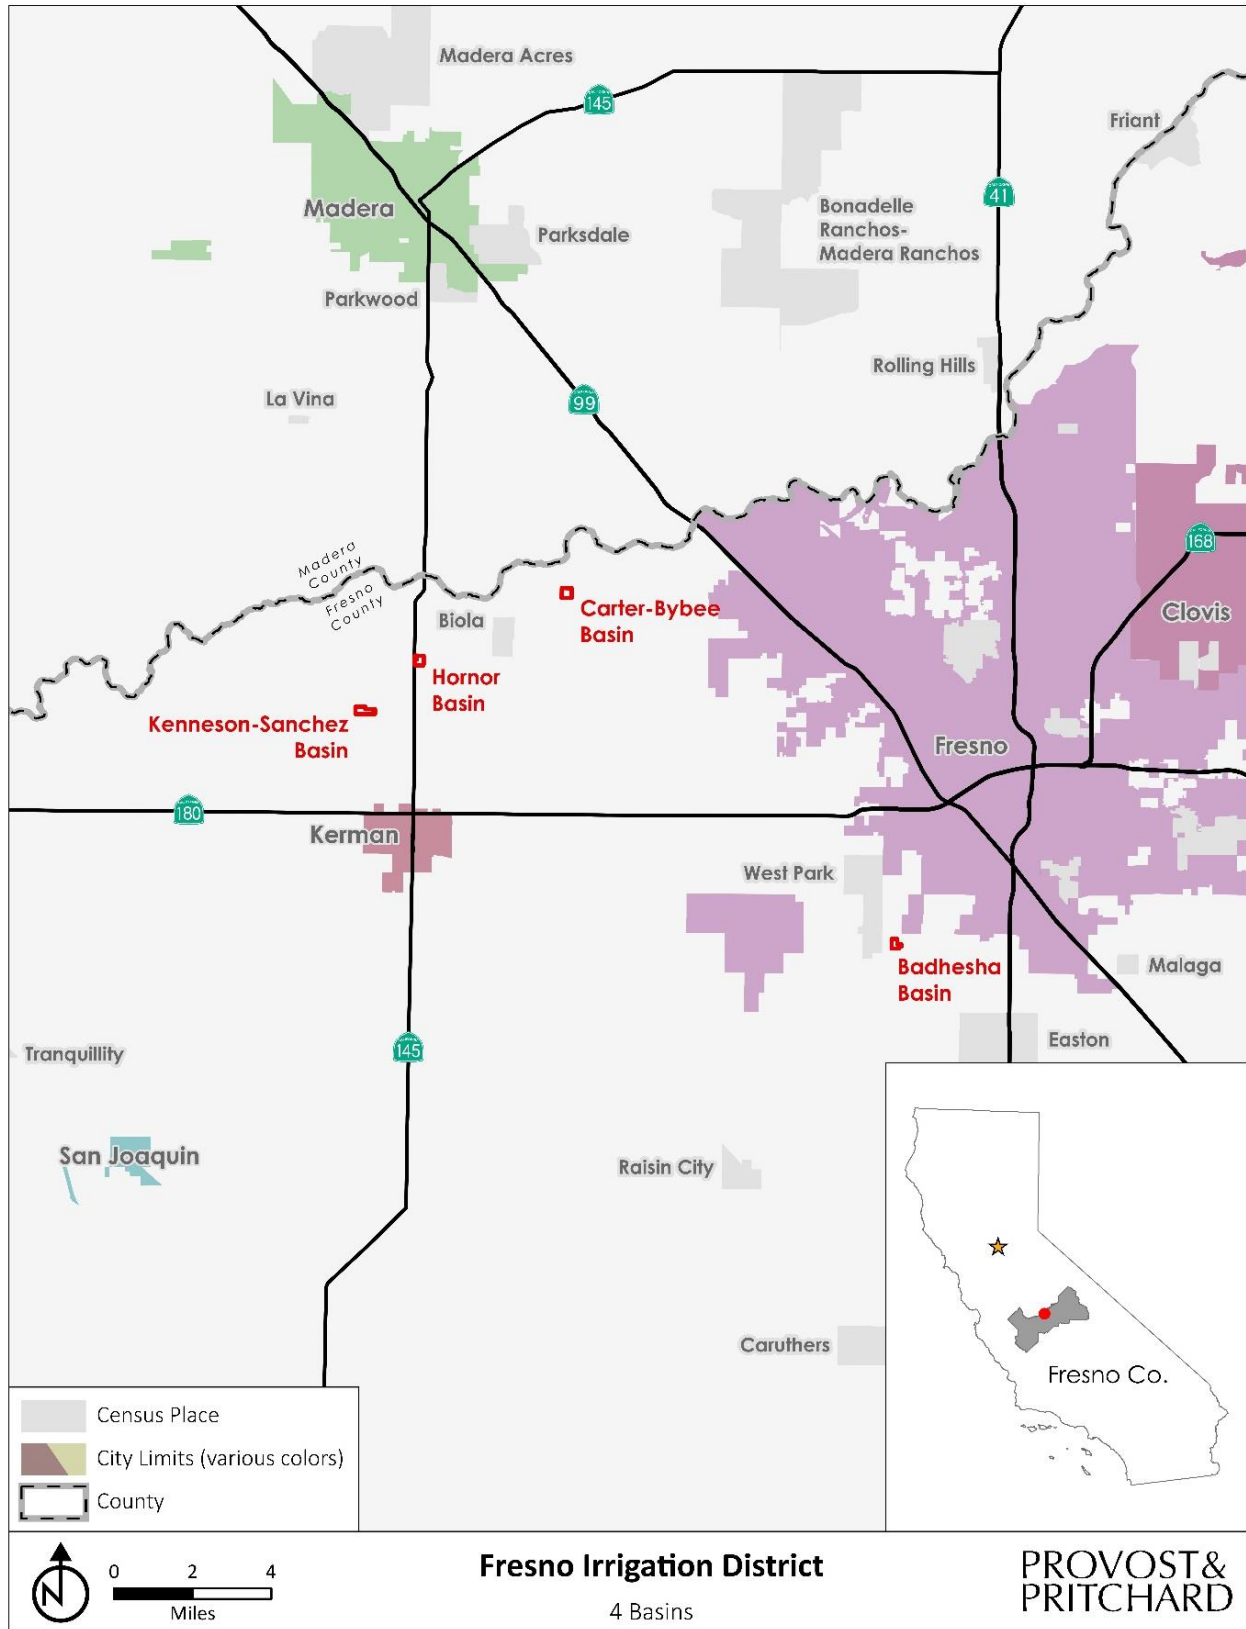 Madera Acres
145
Friant
41
Madera
Bonadelle
Ranchos-
Madera Ranchos
Parksdale
Parkwood
Rolling Hills
La Vina
99
168
Madera
County
Fresno
County
Carter-Bybee
Basin
Biola
Clovis
Hornor
Basin
Kenneson-Sanchez
Basin
Fresno
180
Kerman
West Park
Badhesha
Basin
Malaga
145
Easton
Tranquillity
San Joaquin
Raisin City
Caruthers
Fresno Co.
Census Place
City Limits (various colors)
County
N
0 2 4
Miles
Fresno Irrigation District
4 Basins
PROVOST&
PRITCHARD